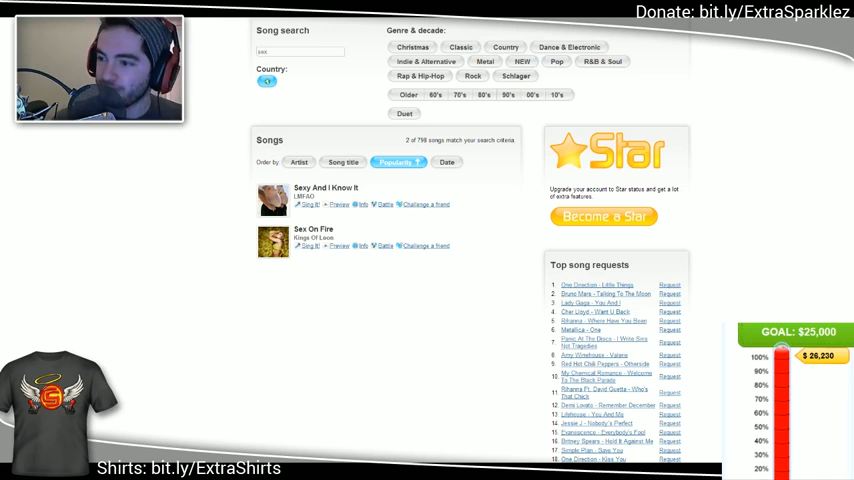 Donate: bit.ly/ExtraSparklez
Song search
sex
Country:
Genre & decade:
Christmas Classic Country Dance & Electronic
Indie & Alternative Metal NEW Pop R&B & Soul
Rap & Hip-Hop Rock Schlager
Older 60's 70's 80's 90's 00's 10's
Duet
Songs
2 of 798 songs match your search criteria
Order by: Artist Song title Popularity Date
Sexy And I Know It
LMFAO
Sing it! Preview Info Battle Challenge a friend
Sex On Fire
Kings Of Leon
Sing it! Preview Info Battle Challenge a friend
Star
Upgrade your account to Star status and get a lot
of extra features.
Become a Star
Top song requests
1. One Direction - Little Things Request
2. Bruno Mars - Talking To The Moon Request
3. Lady Gaga - You And I Request
4. Cher Lloyd - Want U Back Request
5. Rihanna - Where Have You Been Request
6. Metallica - One Request
7. Panic At The Disco - I Write Sins
Not Tragedies Request
8. Amy Winehouse - Valerie Request
9. Red Hot Chili Peppers - Otherside Request
10. My Chemical Romance - Welcome
To The Black Parade Request
11. Rihanna Ft. David Guetta - Who's
That Chick Request
12. Demi Lovato - Remember December Request
13. Lifehouse - You And Me Request
14. Jessie J - Nobody's Perfect Request
15. Evanescence - Everybody's Fool Request
16. Britney Spears - Hold It Against Me Request
17. Simple Plan - Save You Request
18. One Direction - Kiss You Request
GOAL: $25,000
$ 26,230
100%
90%
80%
70%
60%
50%
40%
30%
20%
Shirts: bit.ly/ExtraShirts